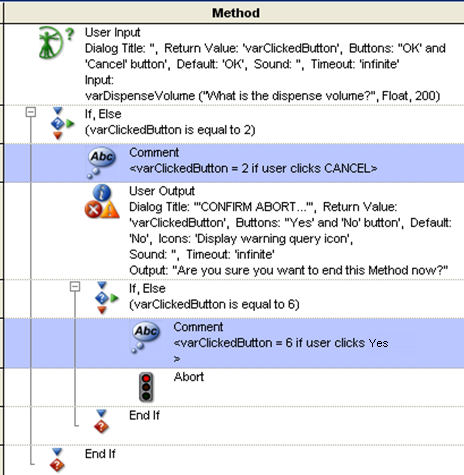 Method
User Input
Dialog Title: '', Return Value: 'varClickedButton', Buttons: "OK" and
'Cancel' button', Default: 'OK', Sound: '', Timeout: 'infinite'
Input:
varDispenseVolume ("What is the dispense volume?", Float, 200)
If, Else
(varClickedButton is equal to 2)
Abc
Comment
<varClickedButton = 2 if user clicks CANCEL>
User Output
Dialog Title: '"CONFIRM ABORT..."', Return Value:
'varClickedButton', Buttons: "Yes" and 'No' button', Default:
'No', Icons: 'Display warning query icon',
Sound: '', Timeout: 'infinite'
Output: "Are you sure you want to end this Method now?"
If, Else
(varClickedButton is equal to 6)
Abc
Comment
<varClickedButton = 6 if user clicks Yes
>
Abort
End If
End If